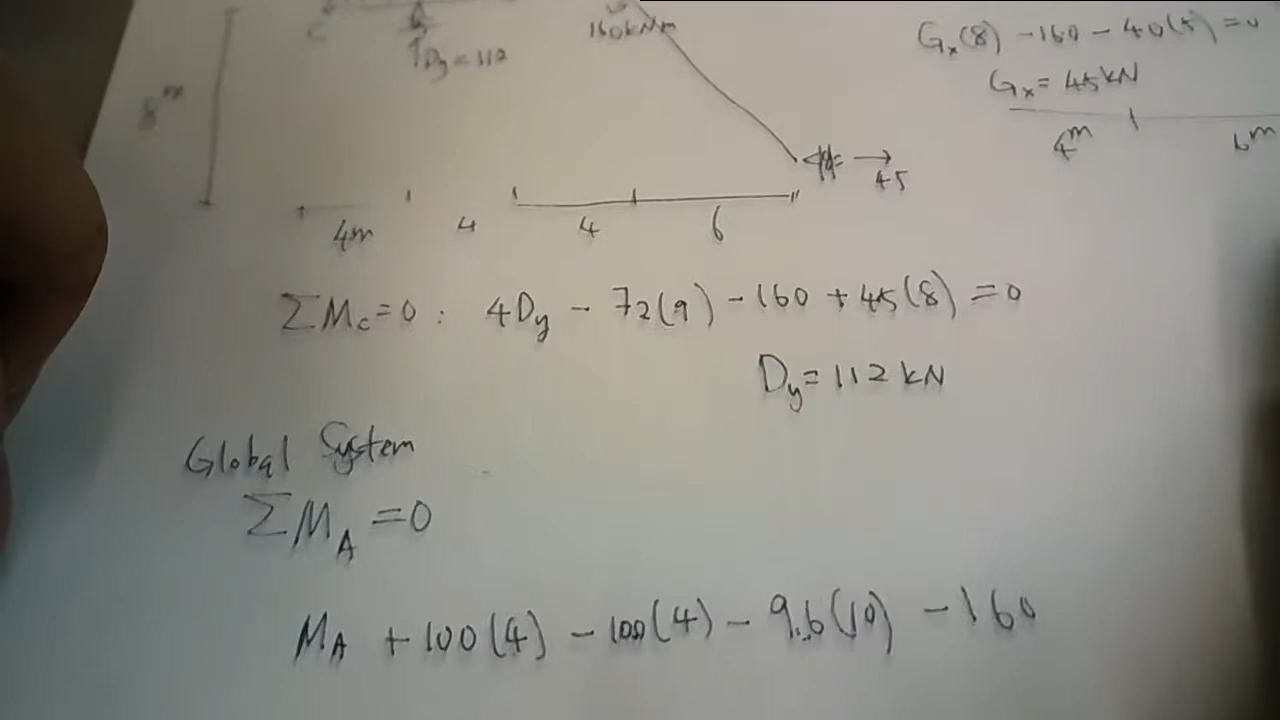 C
↑Dy = 112
160kNm
Gx(8) - 160 - 40(5) = 0
Gx = 45kN
8m
4m
6m
→ 45
4m 4 4 6
ΣMc=0 : 4Dy - 72(9) - 160 + 45(8) = 0
Dy = 112 kN
Global System
ΣMA = 0
MA + 100(4) - 100(4) - 9.6(10) - 160